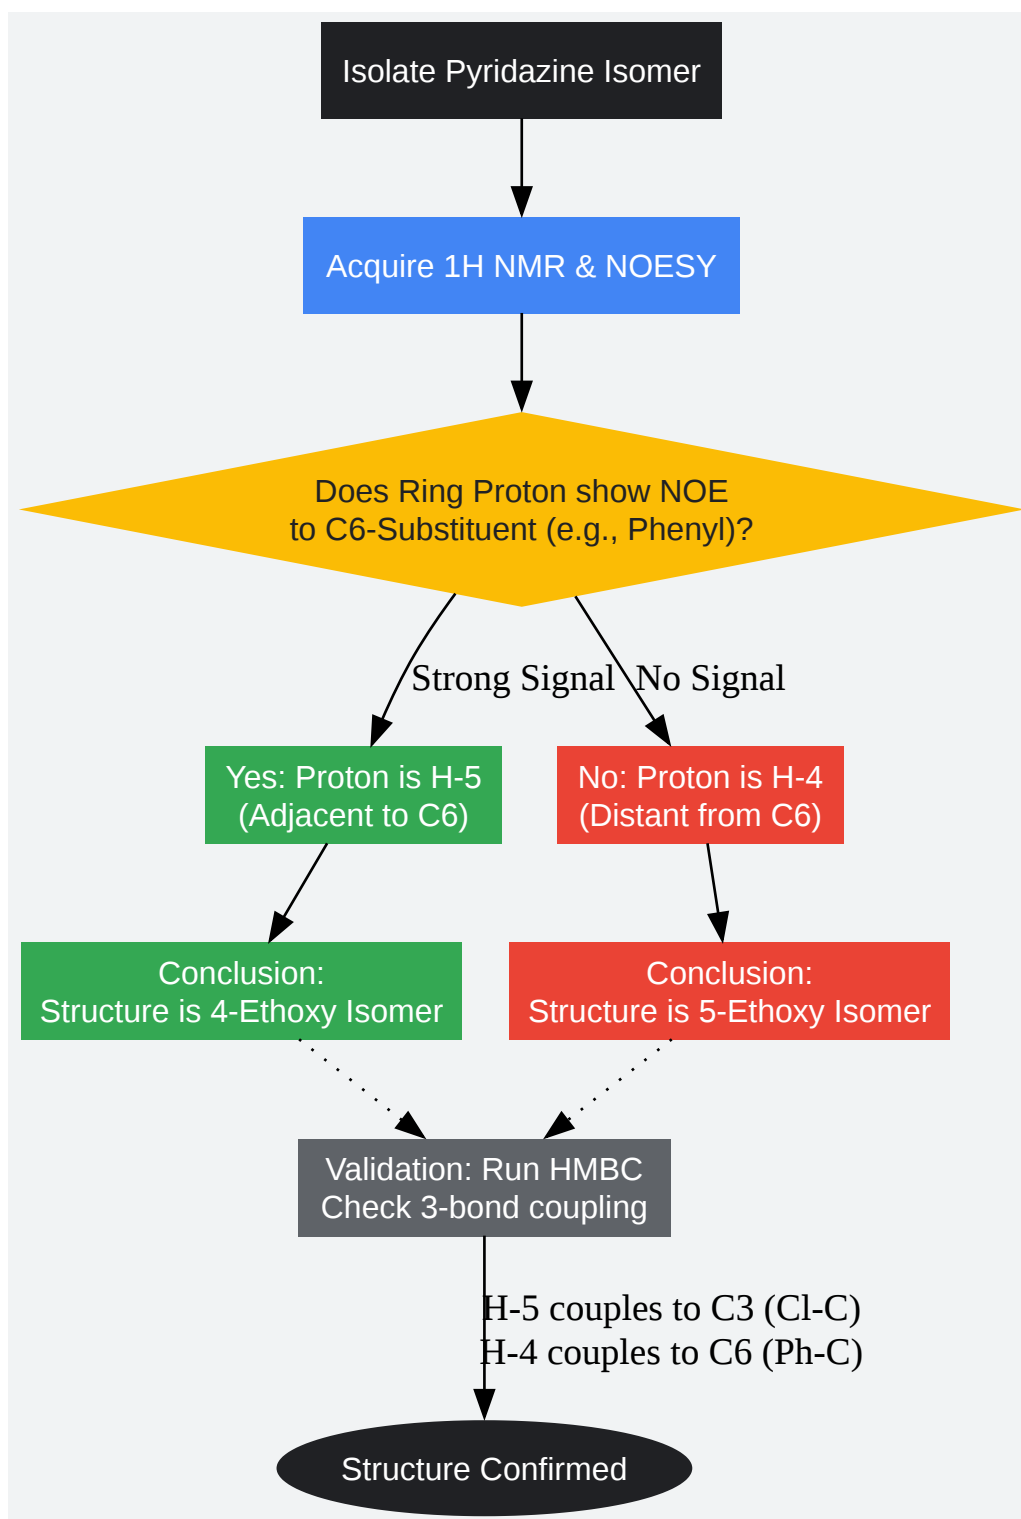 Isolate Pyridazine Isomer
Acquire 1H NMR & NOESY
Does Ring Proton show NOE
to C6-Substituent (e.g., Phenyl)?
Strong Signal
No Signal
Yes: Proton is H-5
(Adjacent to C6)
No: Proton is H-4
(Distant from C6)
Conclusion:
Structure is 4-Ethoxy Isomer
Conclusion:
Structure is 5-Ethoxy Isomer
Validation: Run HMBC
Check 3-bond coupling
H-5 couples to C3 (Cl-C)
H-4 couples to C6 (Ph-C)
Structure Confirmed